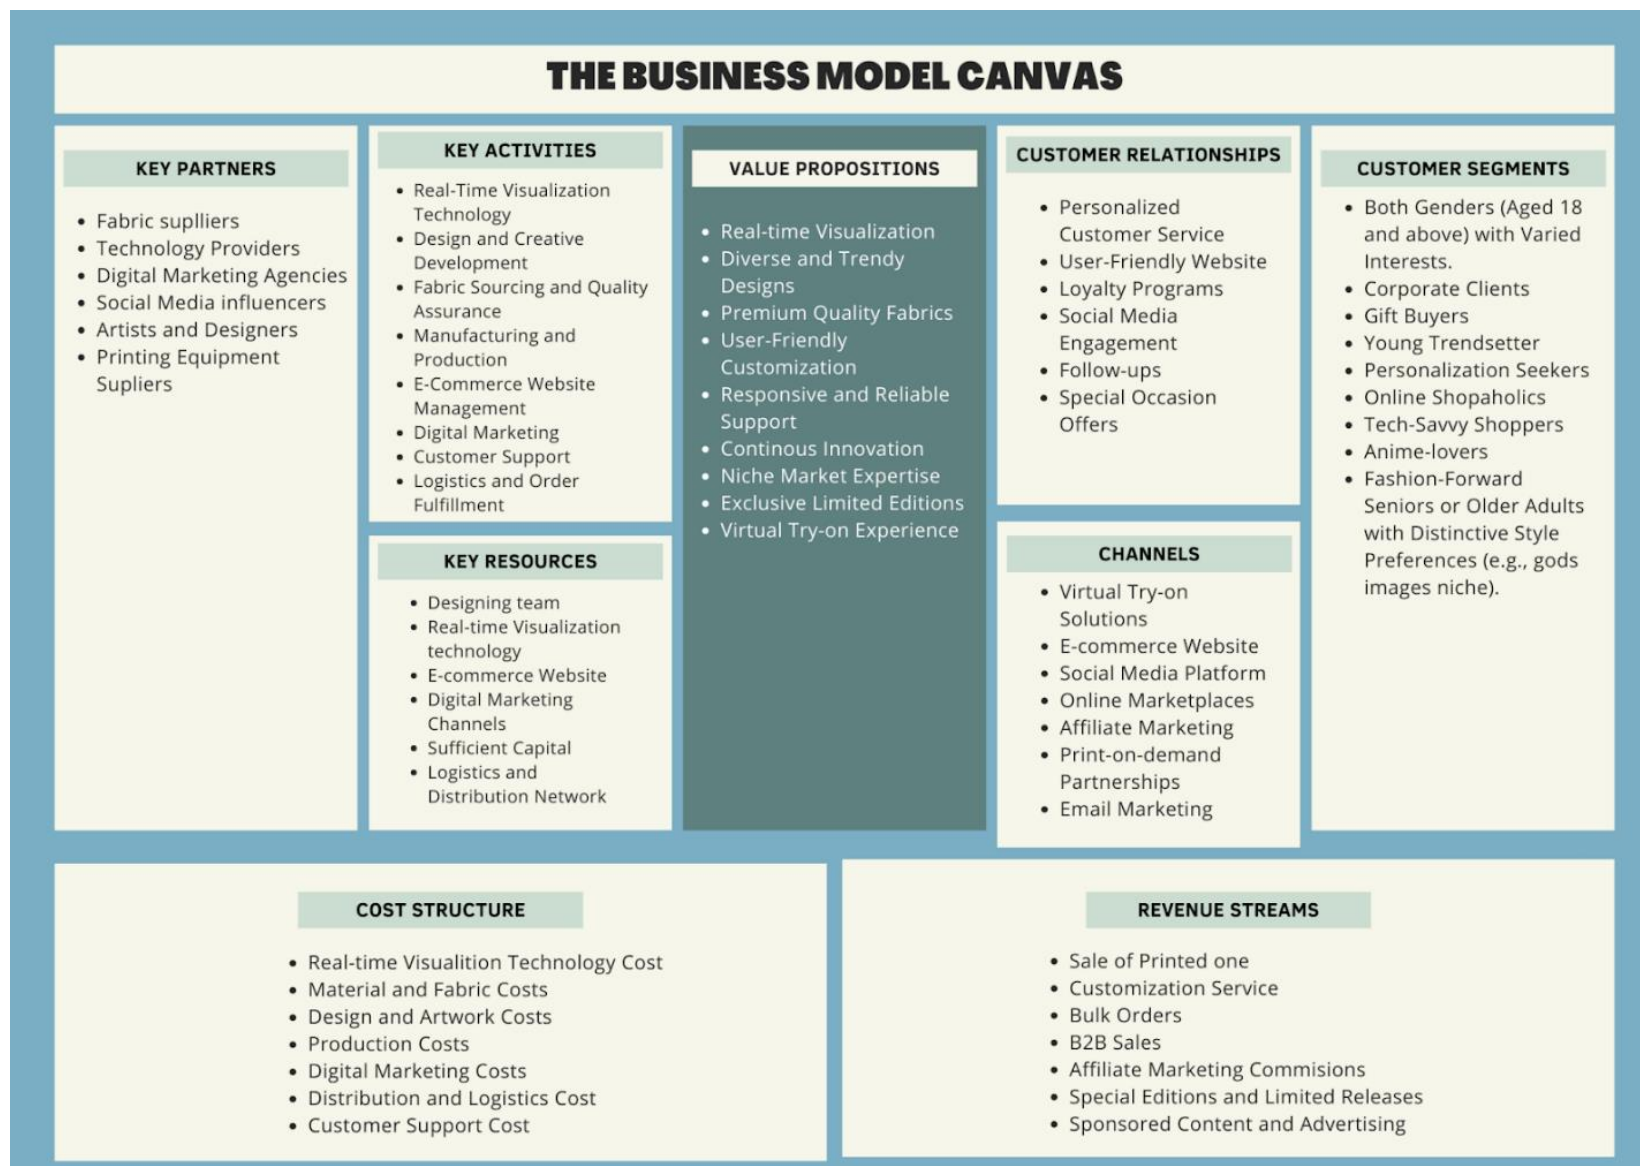 THE BUSINESS MODEL CANVAS
KEY PARTNERS
• Fabric suplliers
• Technology Providers
• Digital Marketing Agencies
• Social Media influencers
• Artists and Designers
• Printing Equipment
Supliers
KEY ACTIVITIES
• Real-Time Visualization
Technology
• Design and Creative
Development
• Fabric Sourcing and Quality
Assurance
• Manufacturing and
Production
• E-Commerce Website
Management
• Digital Marketing
• Customer Support
• Logistics and Order
Fulfillment
KEY RESOURCES
• Designing team
• Real-time Visualization
technology
• E-commerce Website
• Digital Marketing
Channels
• Sufficient Capital
• Logistics and
Distribution Network
VALUE PROPOSITIONS
• Real-time Visualization
• Diverse and Trendy
Designs
• Premium Quality Fabrics
• User-Friendly
Customization
• Responsive and Reliable
Support
• Continous Innovation
• Niche Market Expertise
• Exclusive Limited Editions
• Virtual Try-on Experience
CUSTOMER RELATIONSHIPS
• Personalized
Customer Service
• User-Friendly Website
• Loyalty Programs
• Social Media
Engagement
• Follow-ups
• Special Occasion
Offers
CHANNELS
• Virtual Try-on
Solutions
• E-commerce Website
• Social Media Platform
• Online Marketplaces
• Affiliate Marketing
• Print-on-demand
Partnerships
• Email Marketing
CUSTOMER SEGMENTS
• Both Genders (Aged 18
and above) with Varied
Interests.
• Corporate Clients
• Gift Buyers
• Young Trendsetter
• Personalization Seekers
• Online Shopaholics
• Tech-Savvy Shoppers
• Anime-lovers
• Fashion-Forward
Seniors or Older Adults
with Distinctive Style
Preferences (e.g., gods
images niche).
COST STRUCTURE
• Real-time Visualition Technology Cost
• Material and Fabric Costs
• Design and Artwork Costs
• Production Costs
• Digital Marketing Costs
• Distribution and Logistics Cost
• Customer Support Cost
REVENUE STREAMS
• Sale of Printed one
• Customization Service
• Bulk Orders
• B2B Sales
• Affiliate Marketing Commisions
• Special Editions and Limited Releases
• Sponsored Content and Advertising